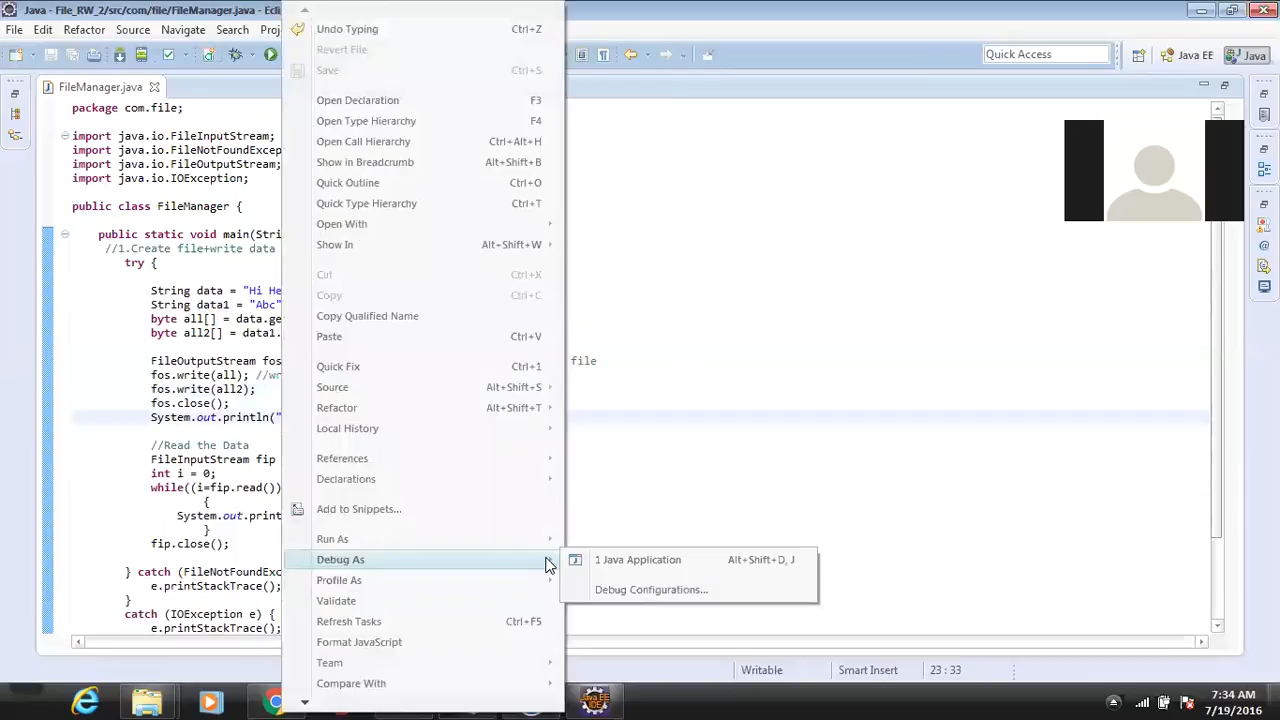 Java - File_RW_2/src/com/file/FileManager.java - Ecli
File Edit Refactor Source Navigate Search
Quick Access
Java EE
Java
FileManager.java
package com.file;
import java.io.FileInputStream;
import java.io.FileNotFoundExcep
import java.io.FileOutputStream;
import java.io.IOException;
public class FileManager {
public static void main(Stri
//1.Create file+write data
try {
String data = "Hi He
String data1 = "Abc"
byte all[] = data.ge
byte all2[] = data1.
FileOutputStream fos
file
fos.write(all); //wr
fos.write(all2);
fos.close();
System.out.println("
//Read the Data
FileInputStream fip
int i = 0;
while((i=fip.read())
{
System.out.print
}
fip.close();
} catch (FileNotFoundExc
e.printStackTrace();
}
catch (IOException e) {
e.printStackTrace();
Undo Typing Ctrl+Z
Revert File
Save Ctrl+S
Open Declaration F3
Open Type Hierarchy F4
Open Call Hierarchy Ctrl+Alt+H
Show in Breadcrumb Alt+Shift+B
Quick Outline Ctrl+O
Quick Type Hierarchy Ctrl+T
Open With
Show In Alt+Shift+W
Cut Ctrl+X
Copy Ctrl+C
Copy Qualified Name
Paste Ctrl+V
Quick Fix Ctrl+1
Source Alt+Shift+S
Refactor Alt+Shift+T
Local History
References
Declarations
Add to Snippets...
Run As
Debug As
Profile As
Validate
Refresh Tasks Ctrl+F5
Format JavaScript
Team
Compare With
1 Java Application Alt+Shift+D, J
Debug Configurations...
Writable
Smart Insert
23 : 33
Java EE
IDE
7:34 AM
7/19/2016